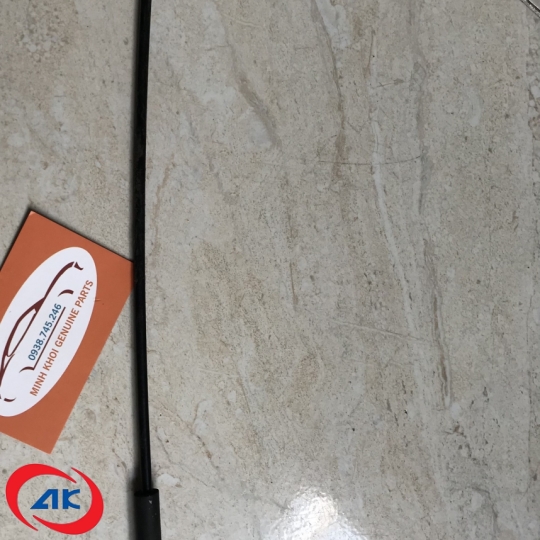 0938.745.246
MINH KHOI GENUINE PARTS
AK